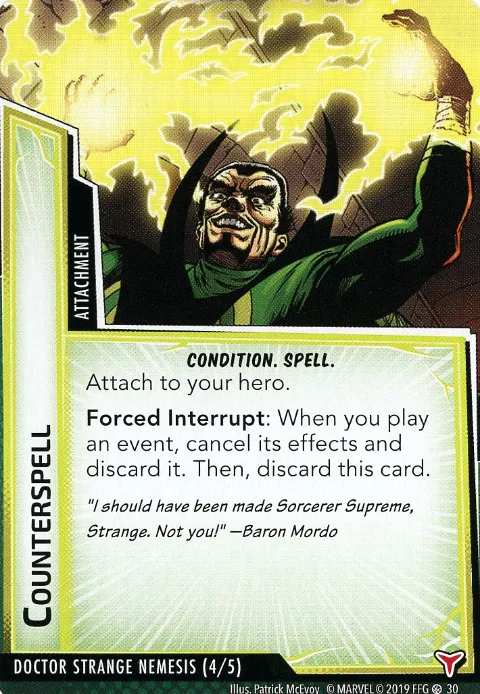 ATTACHMENT
COUNTERSPELL
CONDITION. SPELL.
Attach to your hero.
Forced Interrupt: When you play
an event, cancel its effects and
discard it. Then, discard this card.
"I should have been made Sorcerer Supreme,
Strange. Not you!" —Baron Mordo
DOCTOR STRANGE NEMESIS (4/5)
Illus. Patrick McEvoy © MARVEL © 2019 FFG 30